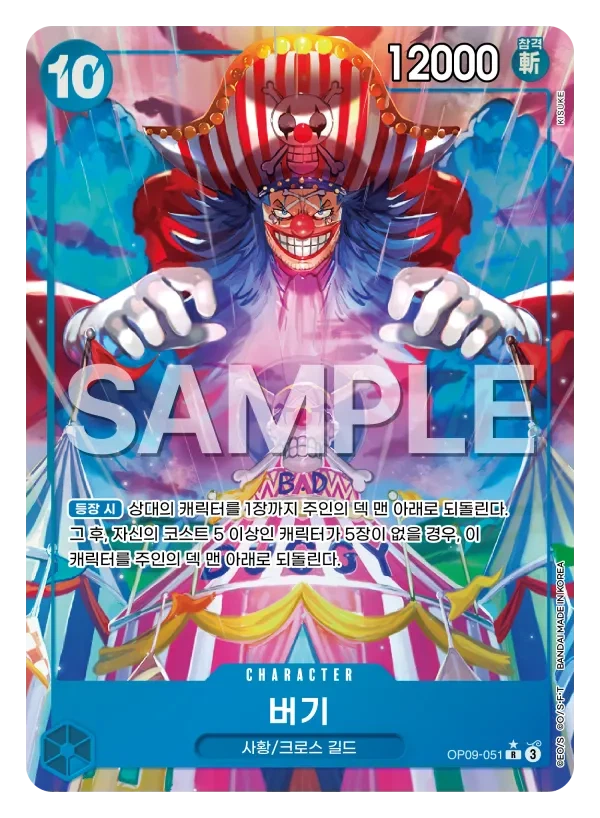 10
12000
참격
斬
KISUKE
SAMPLE
BAD
등장 시 상대의 캐릭터를 1장까지 주인의 덱 맨 아래로 되돌린다.
그 후, 자신의 코스트 5 이상인 캐릭터가 5장이 없을 경우, 이
캐릭터를 주인의 덱 맨 아래로 되돌린다.
CHARACTER
버기
사황/크로스 길드
OP09-051 R 3
©EO/S ©O/S·F·T BANDAI MADE IN KOREA